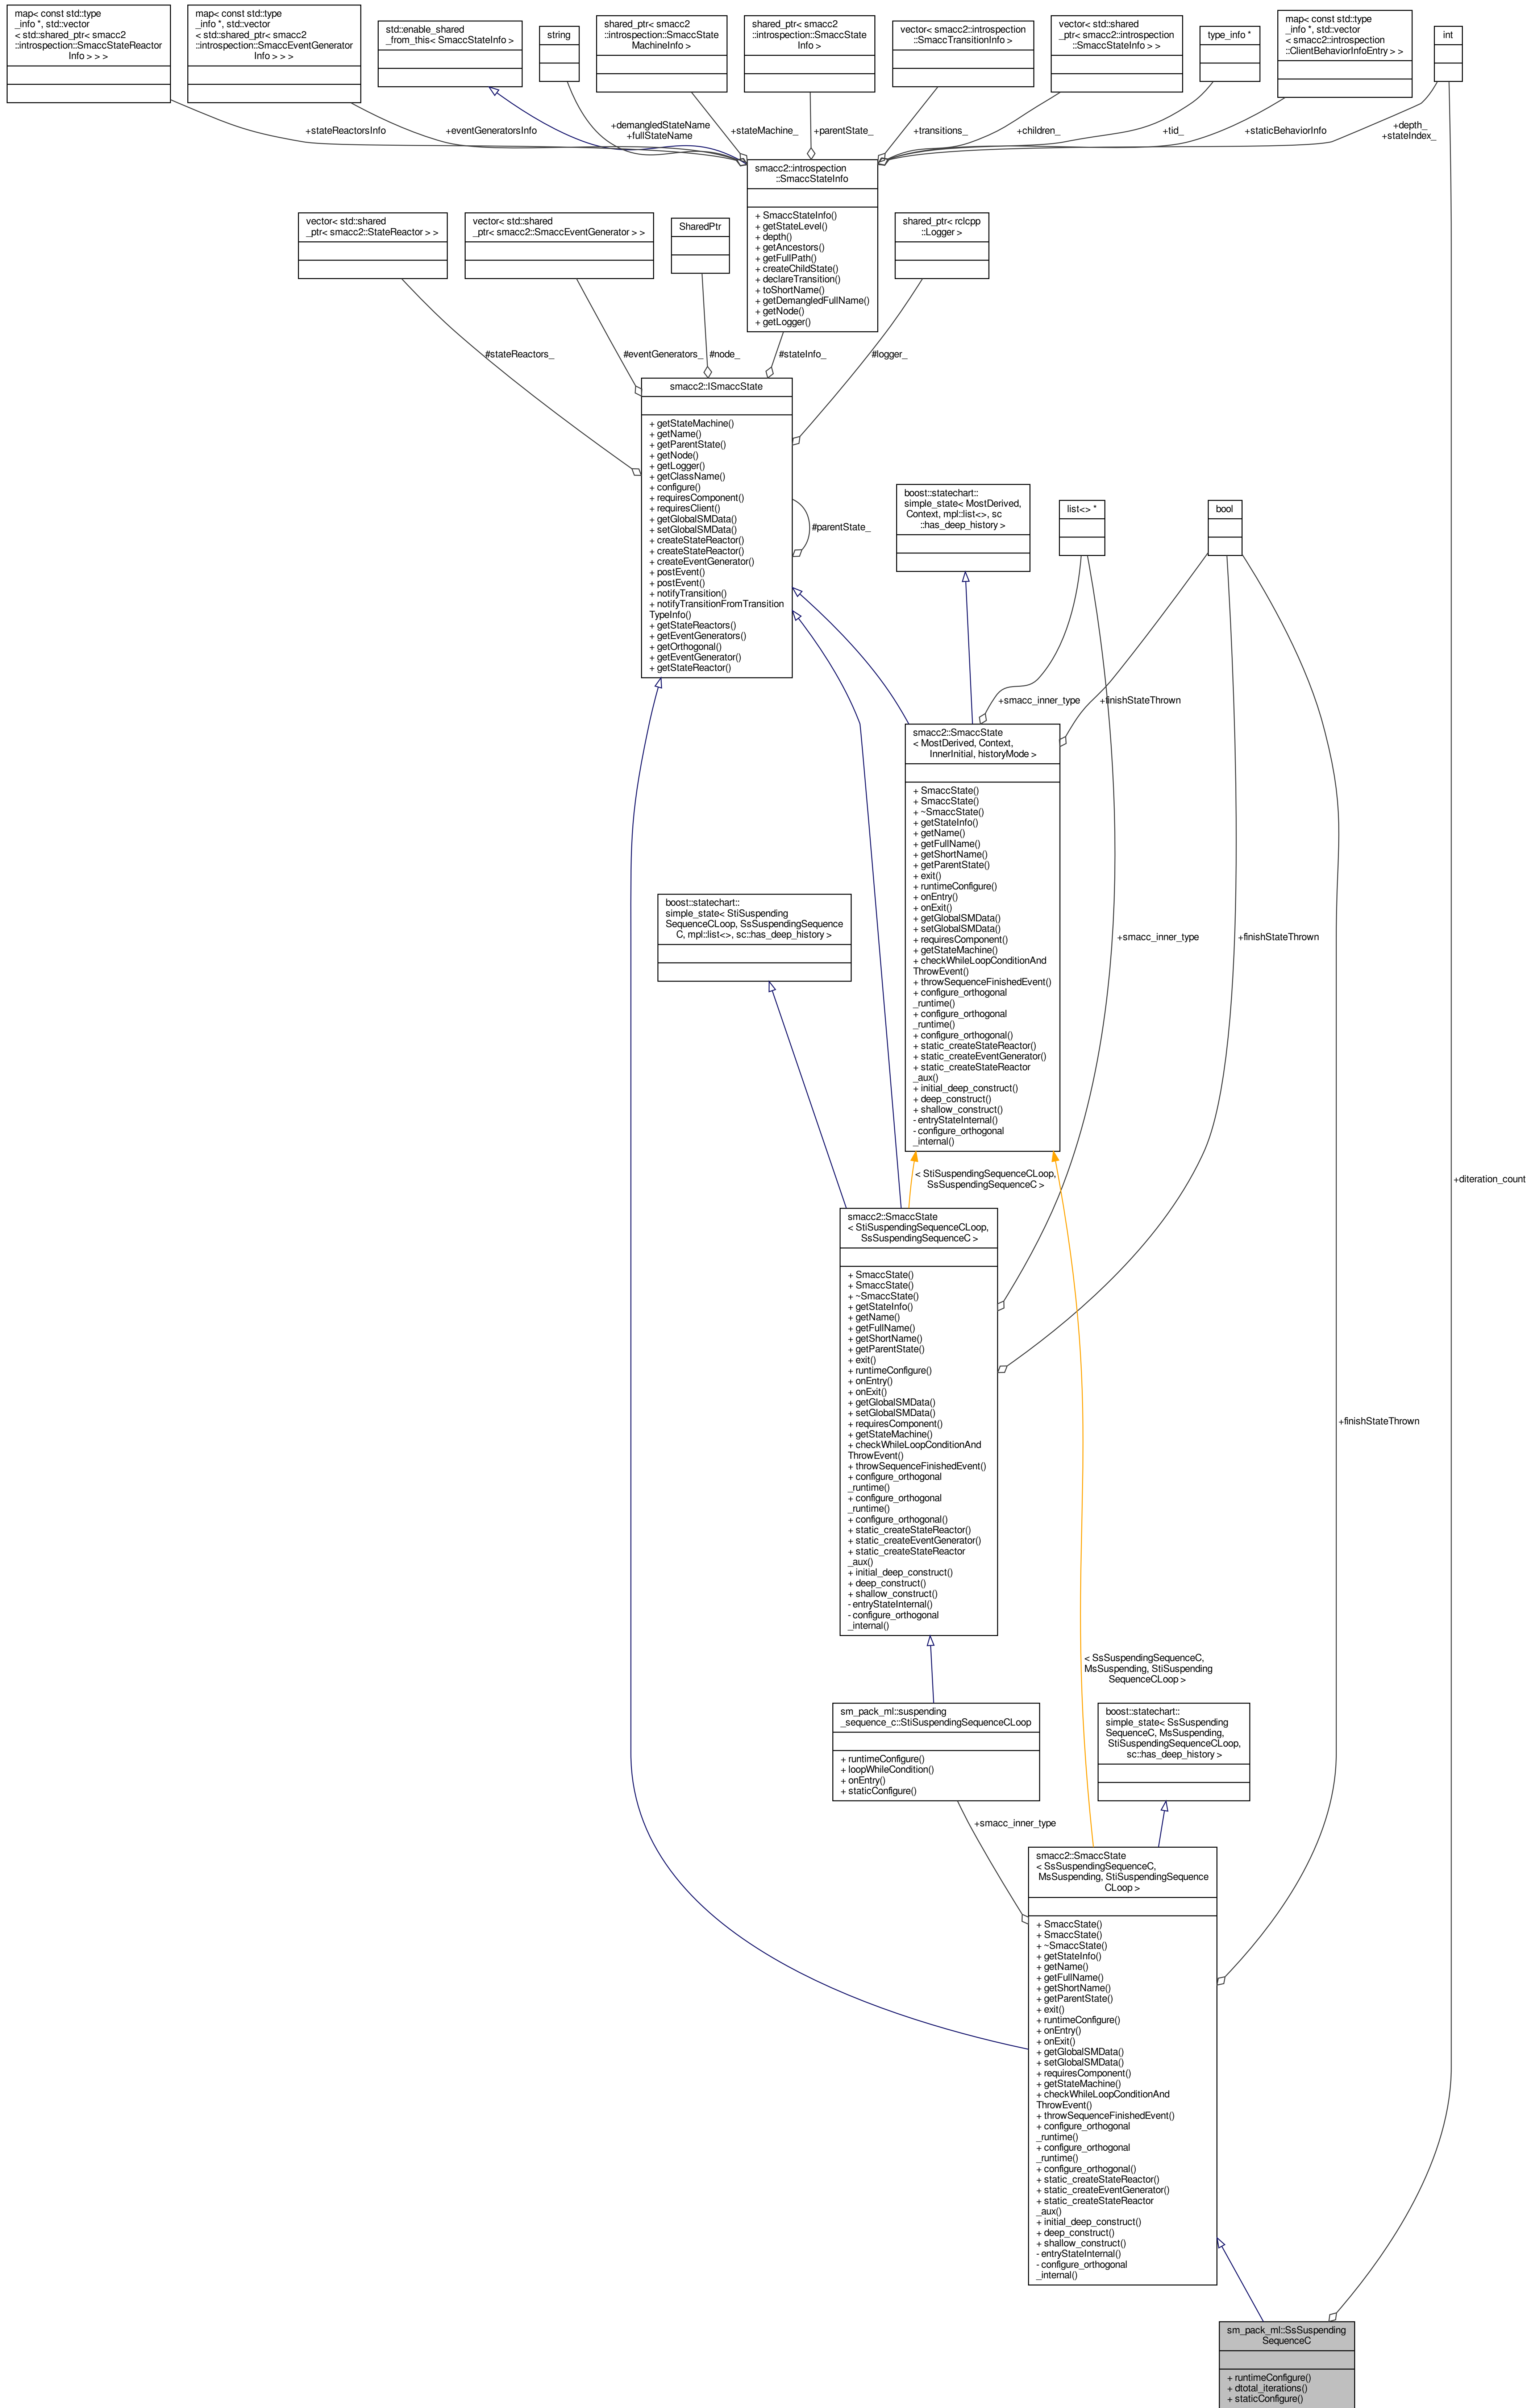 map< const std::type
_info *, std::vector
< std::shared_ptr< smacc2
::introspection::SmaccStateReactor
Info > > >
map< const std::type
_info *, std::vector
< std::shared_ptr< smacc2
::introspection::SmaccEventGenerator
Info > > >
std::enable_shared
_from_this< SmaccStateInfo >
string
shared_ptr< smacc2
::introspection::SmaccState
MachineInfo >
shared_ptr< smacc2
::introspection::SmaccState
Info >
vector< smacc2::introspection
::SmaccTransitionInfo >
vector< std::shared
_ptr< smacc2::introspection
::SmaccStateInfo > >
type_info *
map< const std::type
_info *, std::vector
< smacc2::introspection
::ClientBehaviorInfoEntry > >
int
+stateReactorsInfo
+eventGeneratorsInfo
+demangledStateName
+fullStateName
+stateMachine_
+parentState_
+transitions_
+children_
+tid_
+staticBehaviorInfo
+depth_
+stateIndex_
smacc2::introspection
::SmaccStateInfo
+ SmaccStateInfo()
+ getStateLevel()
+ depth()
+ getAncestors()
+ getFullPath()
+ createChildState()
+ declareTransition()
+ toShortName()
+ getDemangledFullName()
+ getNode()
+ getLogger()
vector< std::shared
_ptr< smacc2::StateReactor > >
vector< std::shared
_ptr< smacc2::SmaccEventGenerator > >
SharedPtr
shared_ptr< rclcpp
::Logger >
#stateReactors_
#eventGenerators_
#node_
#stateInfo_
#logger_
smacc2::ISmaccState
+ getStateMachine()
+ getName()
+ getParentState()
+ getNode()
+ getLogger()
+ getClassName()
+ configure()
+ requiresComponent()
+ requiresClient()
+ getGlobalSMData()
+ setGlobalSMData()
+ createStateReactor()
+ createStateReactor()
+ createEventGenerator()
+ postEvent()
+ postEvent()
+ notifyTransition()
+ notifyTransitionFromTransition
TypeInfo()
+ getStateReactors()
+ getEventGenerators()
+ getOrthogonal()
+ getEventGenerator()
+ getStateReactor()
#parentState_
boost::statechart::
simple_state< MostDerived,
Context, mpl::list<>, sc
::has_deep_history >
list<> *
bool
+smacc_inner_type
+finishStateThrown
smacc2::SmaccState
< MostDerived, Context,
InnerInitial, historyMode >
+ SmaccState()
+ SmaccState()
+ ~SmaccState()
+ getStateInfo()
+ getName()
+ getFullName()
+ getShortName()
+ getParentState()
+ exit()
+ runtimeConfigure()
+ onEntry()
+ onExit()
+ getGlobalSMData()
+ setGlobalSMData()
+ requiresComponent()
+ getStateMachine()
+ checkWhileLoopConditionAnd
ThrowEvent()
+ throwSequenceFinishedEvent()
+ configure_orthogonal
_runtime()
+ configure_orthogonal
_runtime()
+ configure_orthogonal()
+ static_createStateReactor()
+ static_createEventGenerator()
+ static_createStateReactor
_aux()
+ initial_deep_construct()
+ deep_construct()
+ shallow_construct()
- entryStateInternal()
- configure_orthogonal
_internal()
boost::statechart::
simple_state< StiSuspending
SequenceCLoop, SsSuspendingSequence
C, mpl::list<>, sc::has_deep_history >
+smacc_inner_type
+finishStateThrown
< StiSuspendingSequenceCLoop,
SsSuspendingSequenceC >
+diteration_count
smacc2::SmaccState
< StiSuspendingSequenceCLoop,
SsSuspendingSequenceC >
+ SmaccState()
+ SmaccState()
+ ~SmaccState()
+ getStateInfo()
+ getName()
+ getFullName()
+ getShortName()
+ getParentState()
+ exit()
+ runtimeConfigure()
+ onEntry()
+ onExit()
+ getGlobalSMData()
+ setGlobalSMData()
+ requiresComponent()
+ getStateMachine()
+ checkWhileLoopConditionAnd
ThrowEvent()
+ throwSequenceFinishedEvent()
+ configure_orthogonal
_runtime()
+ configure_orthogonal
_runtime()
+ configure_orthogonal()
+ static_createStateReactor()
+ static_createEventGenerator()
+ static_createStateReactor
_aux()
+ initial_deep_construct()
+ deep_construct()
+ shallow_construct()
- entryStateInternal()
- configure_orthogonal
_internal()
+finishStateThrown
< SsSuspendingSequenceC,
MsSuspending, StiSuspending
SequenceCLoop >
sm_pack_ml::suspending
_sequence_c::StiSuspendingSequenceCLoop
+ runtimeConfigure()
+ loopWhileCondition()
+ onEntry()
+ staticConfigure()
boost::statechart::
simple_state< SsSuspending
SequenceC, MsSuspending,
StiSuspendingSequenceCLoop,
sc::has_deep_history >
+smacc_inner_type
smacc2::SmaccState
< SsSuspendingSequenceC,
MsSuspending, StiSuspendingSequence
CLoop >
+ SmaccState()
+ SmaccState()
+ ~SmaccState()
+ getStateInfo()
+ getName()
+ getFullName()
+ getShortName()
+ getParentState()
+ exit()
+ runtimeConfigure()
+ onEntry()
+ onExit()
+ getGlobalSMData()
+ setGlobalSMData()
+ requiresComponent()
+ getStateMachine()
+ checkWhileLoopConditionAnd
ThrowEvent()
+ throwSequenceFinishedEvent()
+ configure_orthogonal
_runtime()
+ configure_orthogonal
_runtime()
+ configure_orthogonal()
+ static_createStateReactor()
+ static_createEventGenerator()
+ static_createStateReactor
_aux()
+ initial_deep_construct()
+ deep_construct()
+ shallow_construct()
- entryStateInternal()
- configure_orthogonal
_internal()
sm_pack_ml::SsSuspending
SequenceC
+ runtimeConfigure()
+ dtotal_iterations()
+ staticConfigure()